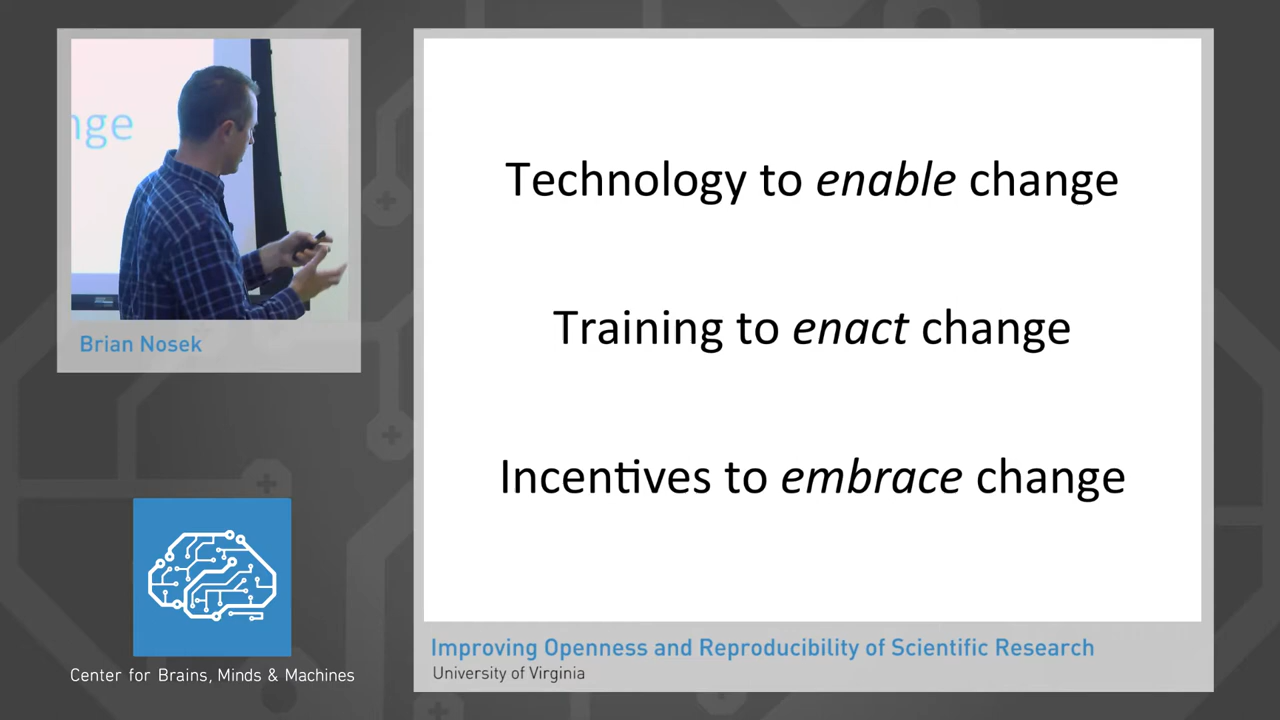 nge
Brian Nosek
Center for Brains, Minds & Machines
Technology to enable change
Training to enact change
Incentives to embrace change
Improving Openness and Reproducibility of Scientific Research
University of Virginia